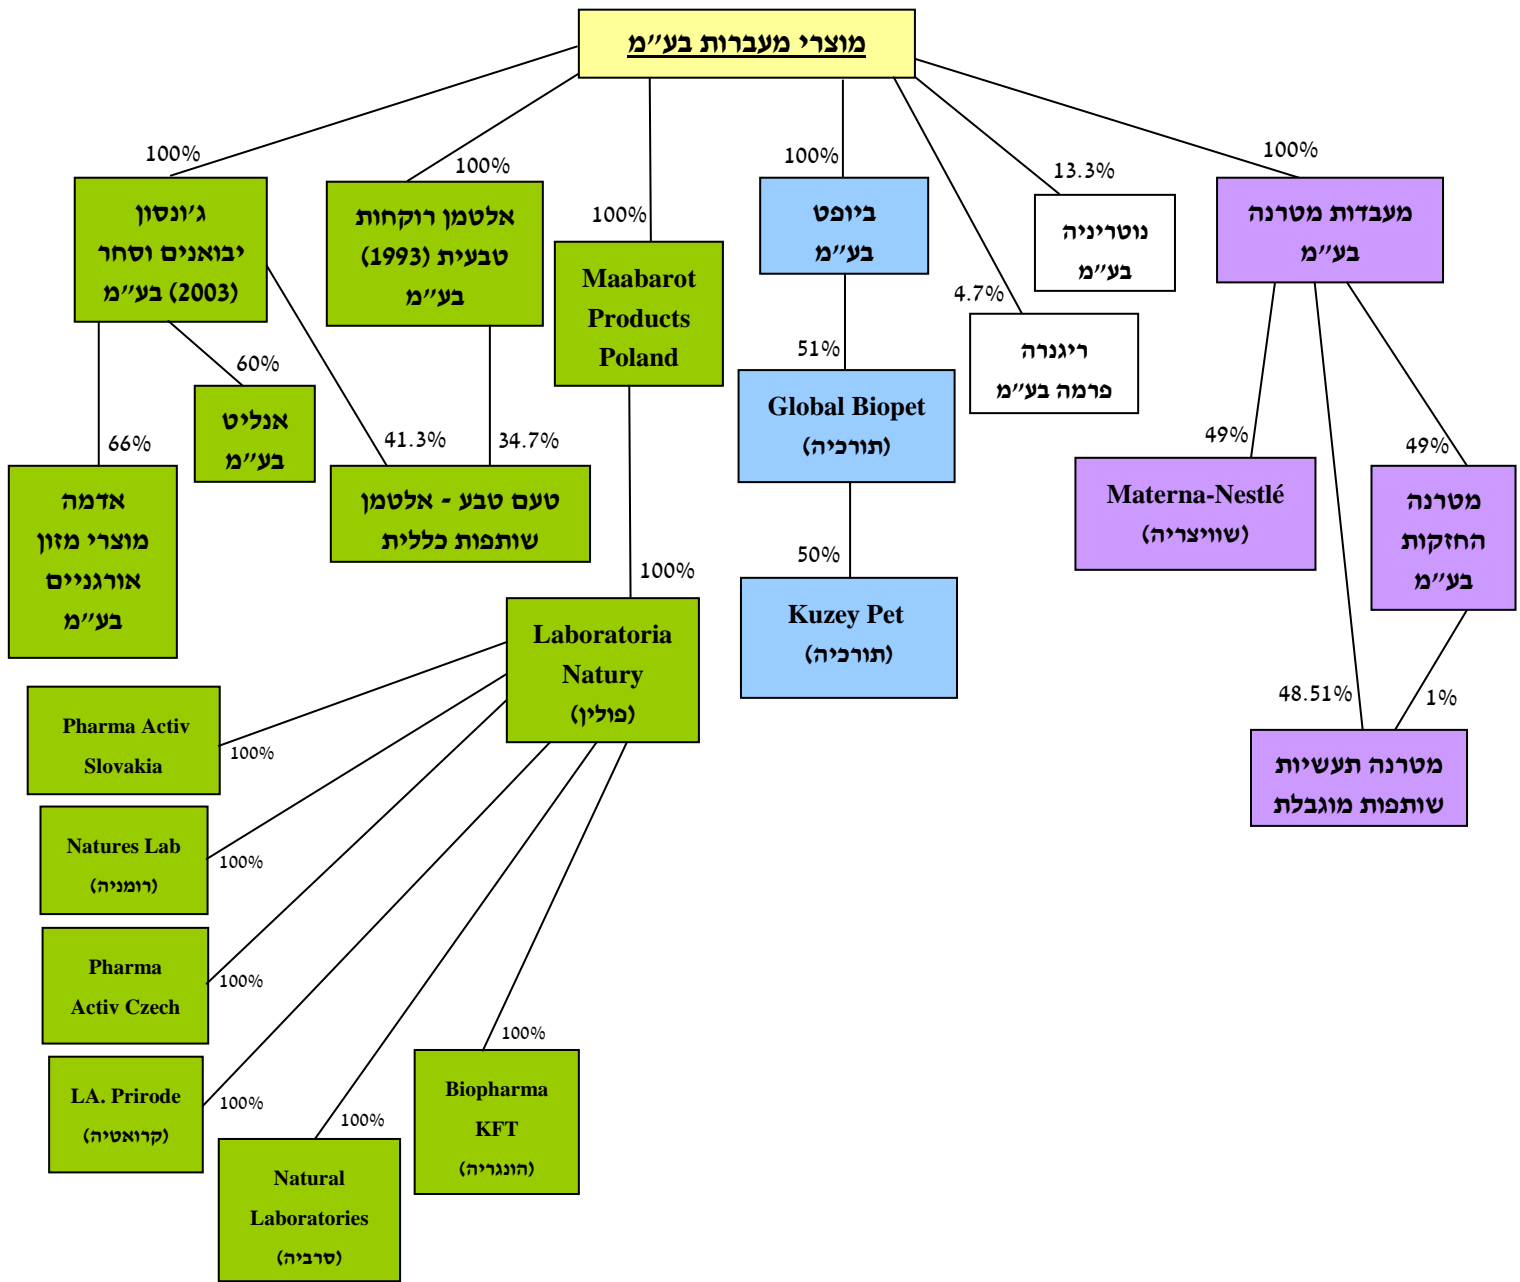 מוצרי מעברות בע"מ
100%
100%
100%
100%
4.7%
13.3%
100%
ג'ונסון
יבואנים וסחר
(2003) בע"מ
אלטמן רוקחות
טבעית (1993)
בע"מ
Maabarot
Products
Poland
ביופט
בע"מ
ריגנרה
פרמה בע"מ
נוטריניה
בע"מ
מעבדות מטרנה
בע"מ
66%
60%
41.3%
34.7%
אדמה
מוצרי מזון
אורגניים
בע"מ
אנליט
בע"מ
טעם טבע - אלטמן
שותפות כללית
100%
Laboratoria
Natury
(פולין)
51%
Global Biopet
(תורכיה)
50%
Kuzey Pet
(תורכיה)
49%
Materna-Nestlé
(שוויצריה)
49%
מטרנה
החזקות
בע"מ
48.51%
1%
מטרנה תעשיות
שותפות מוגבלת
Pharma Activ
Slovakia
100%
Natures Lab
(רומניה)
100%
Pharma
Activ Czech
100%
LA. Prirode
(קרואטיה)
100%
Natural
Laboratories
(סרביה)
100%
Biopharma
KFT
(הונגריה)
100%